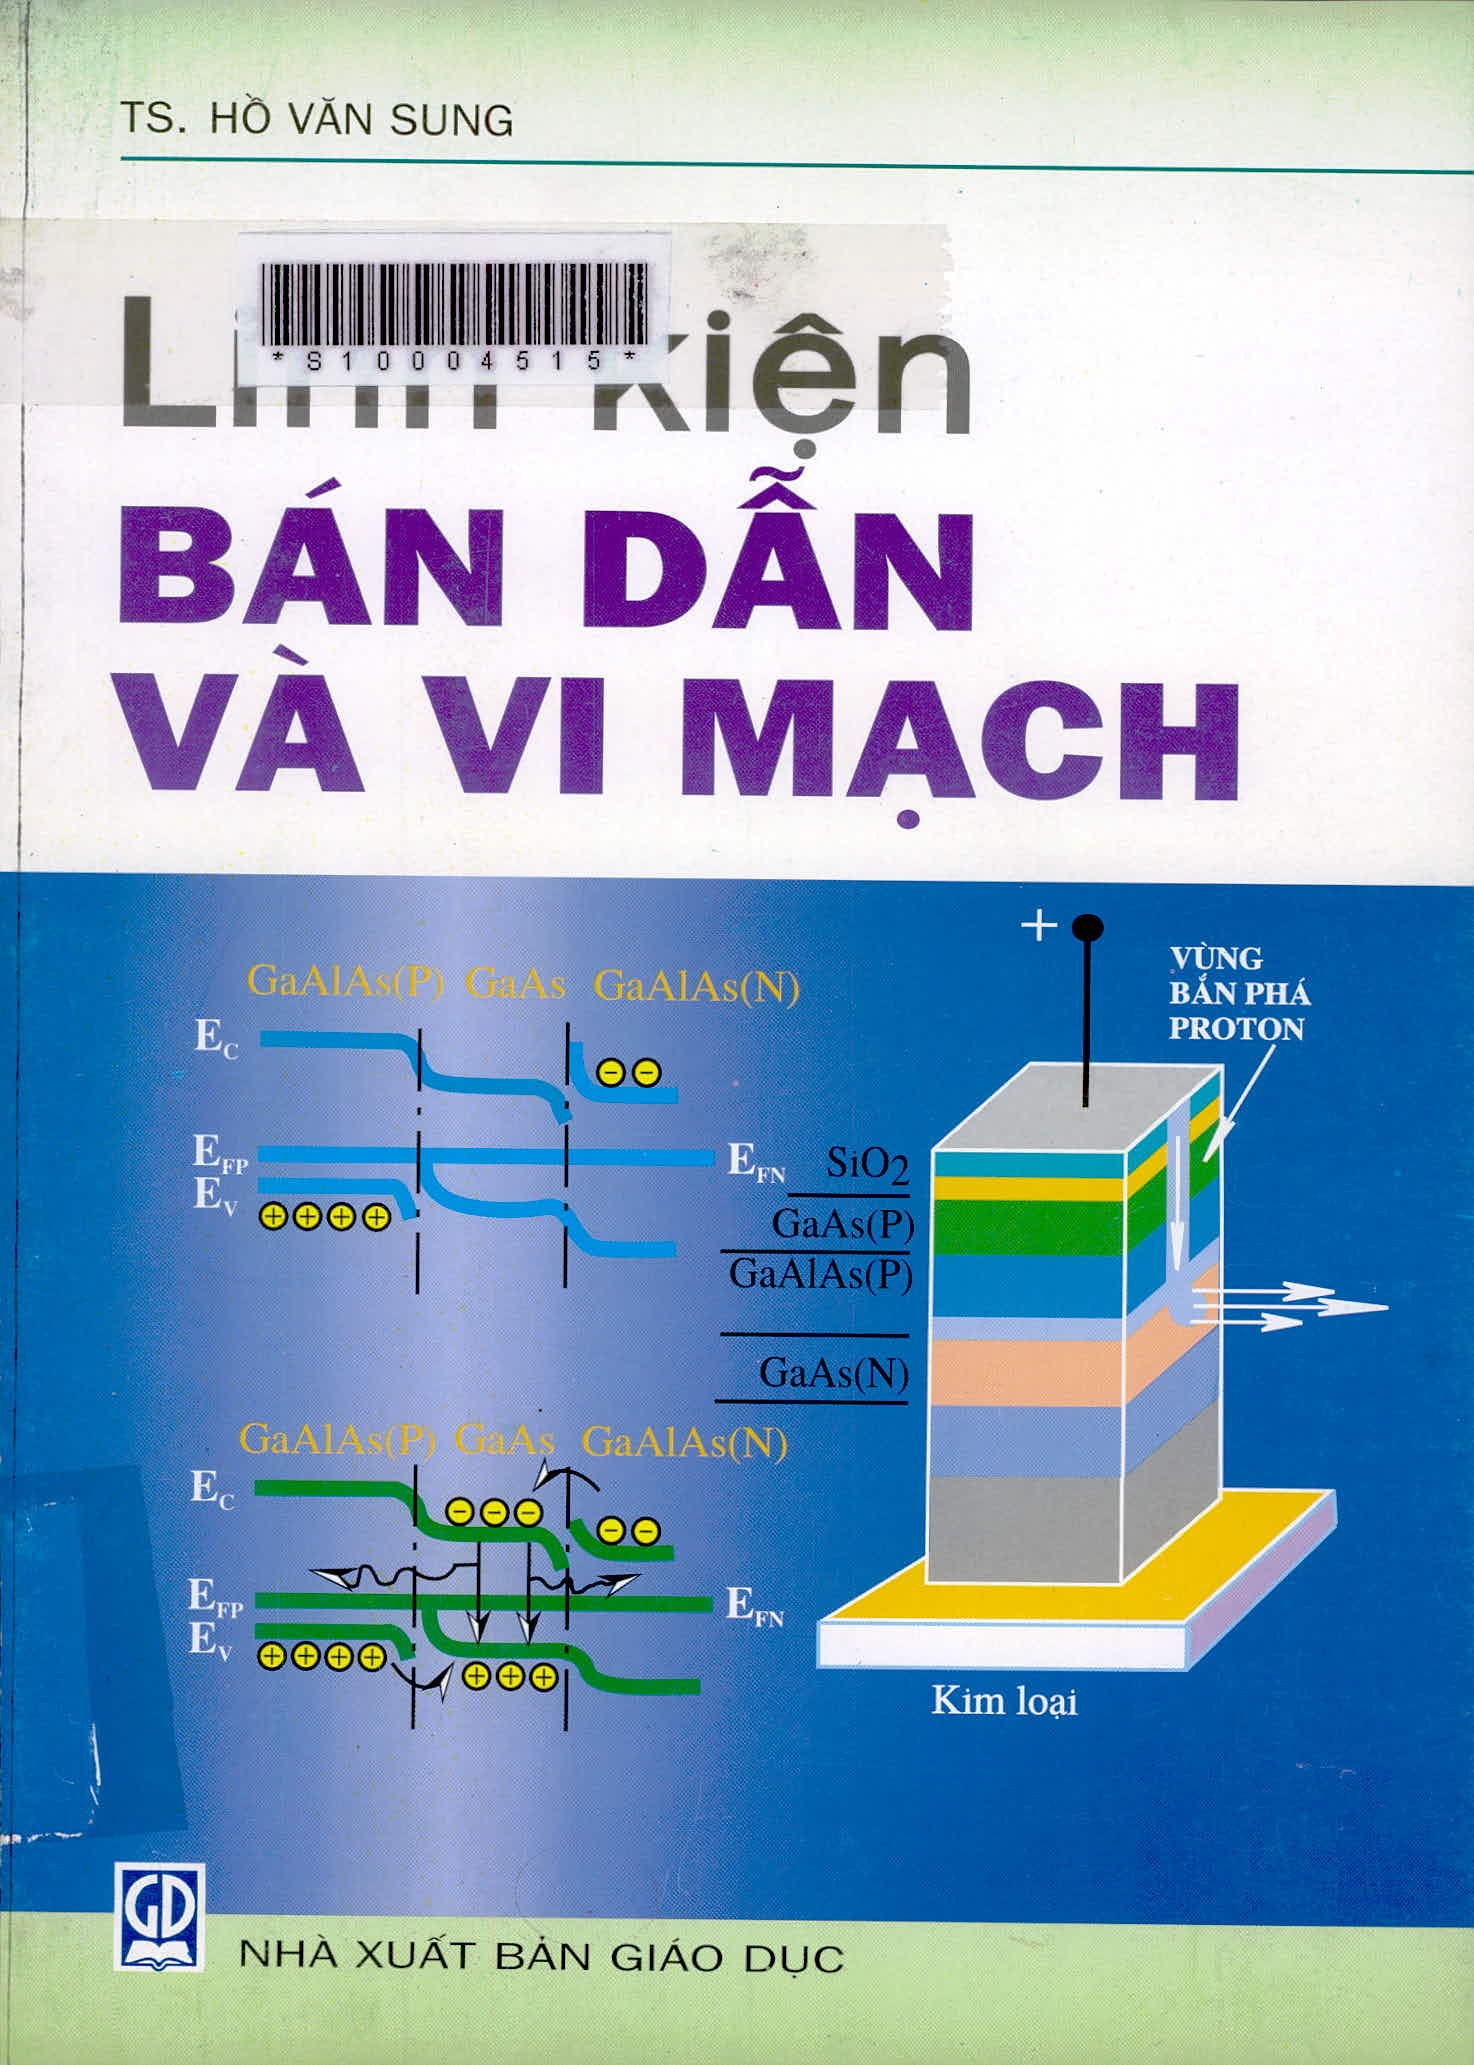 TS. HỒ VĂN SUNG
*S10004515*
Linh kiện
BÁN DẪN
VÀ VI MẠCH
+
VÙNG
BẮN PHÁ
PROTON
GaAlAs(P) GaAs GaAlAs(N)
EC
EFP
EFN
EV
SiO2
GaAs(P)
GaAlAs(P)
GaAs(N)
GaAlAs(P) GaAs GaAlAs(N)
EC
EFP
EFN
EV
Kim loại
GD
NHÀ XUẤT BẢN GIÁO DỤC